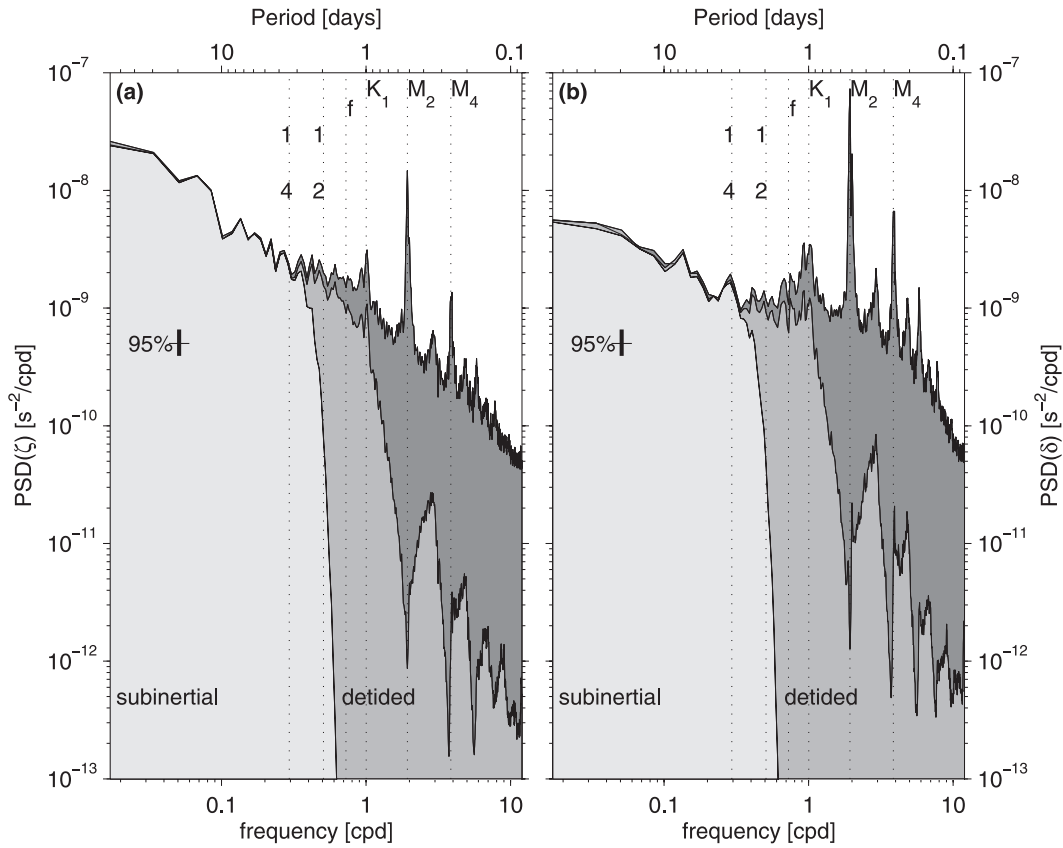 Period [days] Period [days]
10 1 0.1 10 1 0.1
10⁻⁷ 10⁻⁷
(a) f K₁ M₂ M₄ (b) f K₁ M₂ M₄
1 1 1 1
10⁻⁸ 4 2 4 2 10⁻⁸
10⁻⁹ 10⁻⁹
95% 95%
10⁻¹⁰ 10⁻¹⁰
10⁻¹¹ 10⁻¹¹
10⁻¹² 10⁻¹²
subinertial detided subinertial detided
10⁻¹³ 10⁻¹³
0.1 1 10 0.1 1 10
frequency [cpd] frequency [cpd]
PSD(ζ) [s⁻²/cpd]
PSD(δ) [s⁻²/cpd]